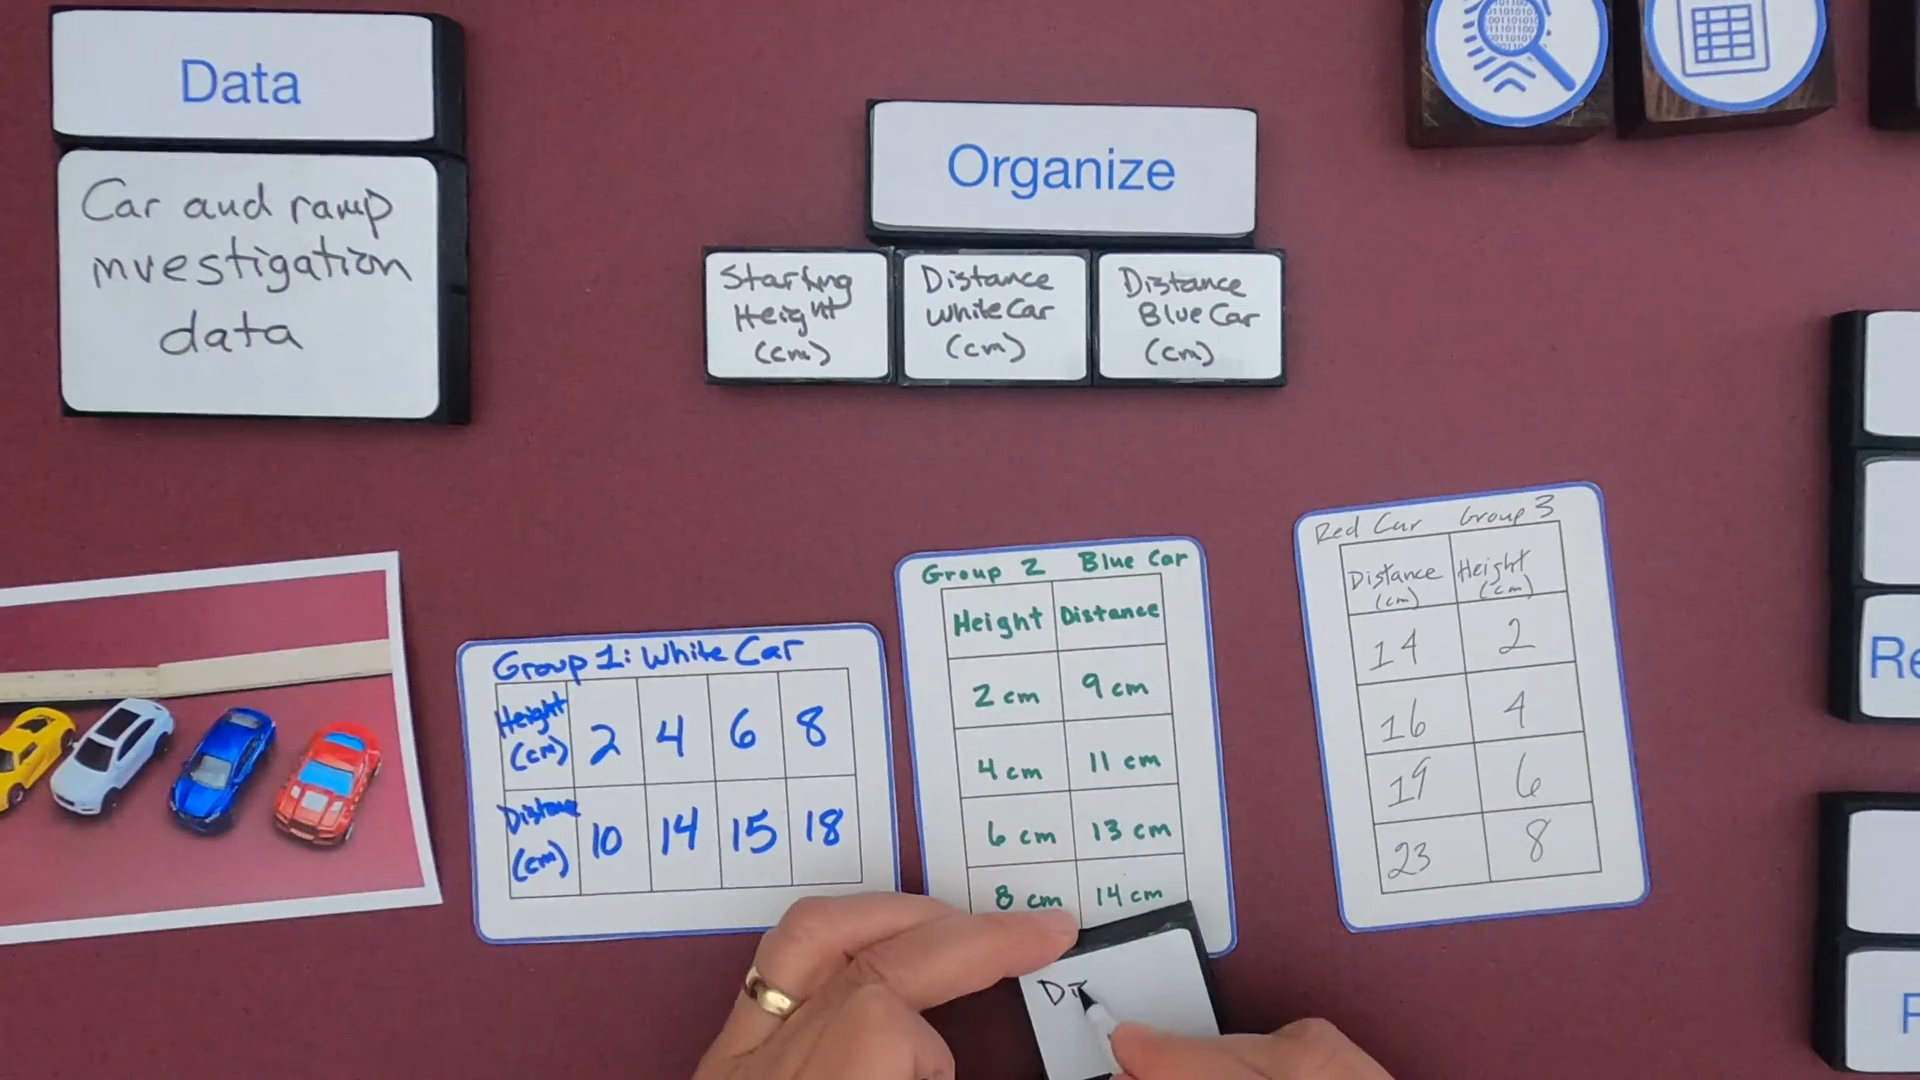 Data
Car and ramp
investigation
data
Organize
Starting
Height
(cm)
Distance
White Car
(cm)
Distance
Blue Car
(cm)
Group 1: White Car
Height
(cm)
2
4
6
8
Distance
(cm)
10
14
15
18
Group 2 Blue Car
Height Distance
2 cm 9 cm
4 cm 11 cm
6 cm 13 cm
8 cm 14 cm
Red Car Group 3
Distance
(cm)
Height
(cm)
14 2
16 4
19 6
23 8
Re